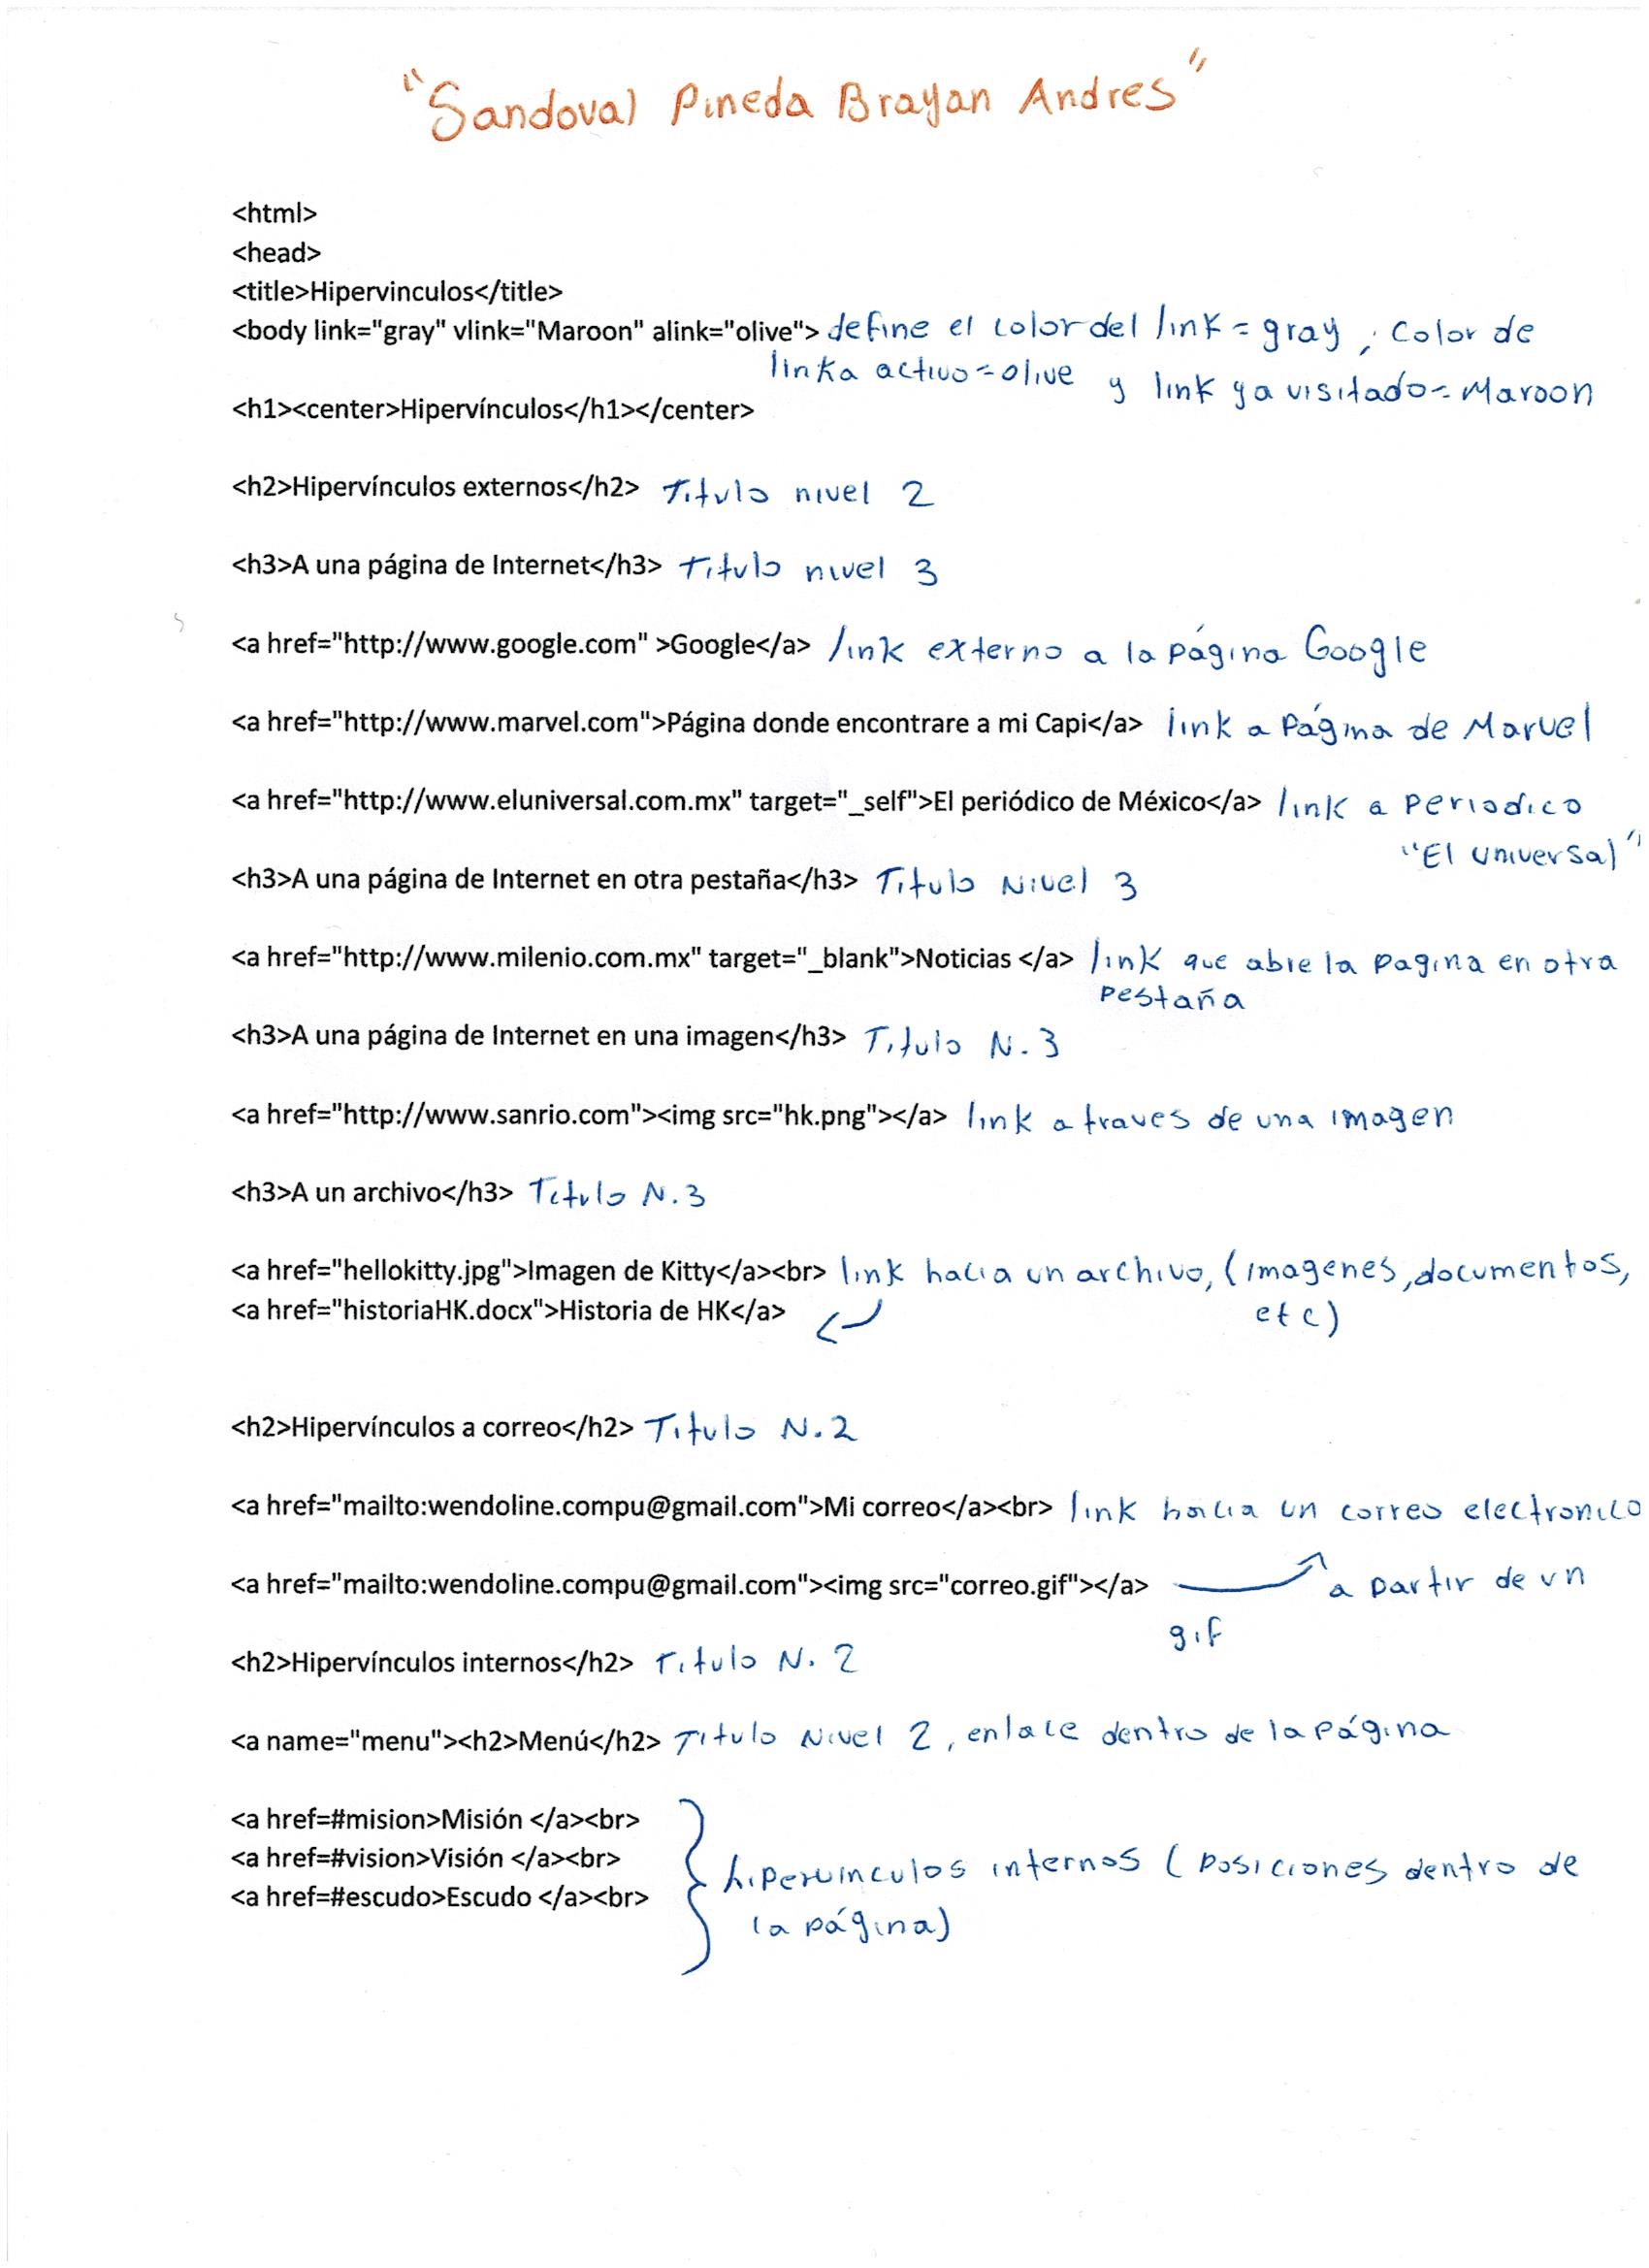 "Sandoval Pineda Brayan Andres"
<html>
<head>
<title>Hipervinculos</title>
<body link="gray" vlink="Maroon" alink="olive"> define el color del link = gray, Color de
linka activo=olive y link ya visitado=Maroon
<h1><center>Hipervínculos</h1></center>
<h2>Hipervínculos externos</h2> Titulo nivel 2
<h3>A una página de Internet</h3> Titulo nivel 3
<a href="http://www.google.com" >Google</a> link externo a la página Google
<a href="http://www.marvel.com">Página donde encontrare a mi Capi</a> link a Página de Marvel
<a href="http://www.eluniversal.com.mx" target="_self">El periódico de México</a> link a Periodico
"El universal"
<h3>A una página de Internet en otra pestaña</h3> Titulo Nivel 3
<a href="http://www.milenio.com.mx" target="_blank">Noticias </a> link que abre la pagina en otra
Pestaña
<h3>A una página de Internet en una imagen</h3> Titulo N. 3
<a href="http://www.sanrio.com"><img src="hk.png"></a> link a traves de una imagen
<h3>A un archivo</h3> Titulo N.3
<a href="hellokitty.jpg">Imagen de Kitty</a><br> link hacia un archivo, (imagenes, documentos,
<a href="historiaHK.docx">Historia de HK</a> etc)
<h2>Hipervínculos a correo</h2> Titulo N.2
<a href="mailto:wendoline.compu@gmail.com">Mi correo</a><br> link hacia un correo electronico
<a href="mailto:wendoline.compu@gmail.com"><img src="correo.gif"></a> a partir de un
gif
<h2>Hipervínculos internos</h2> Titulo N. 2
<a name="menu"><h2>Menú</h2> Titulo Nivel 2, enlace dentro de la Página
<a href=#mision>Misión </a><br>
<a href=#vision>Visión </a><br>
<a href=#escudo>Escudo </a><br>
hipervinculos internos ( posiciones dentro de
la página)